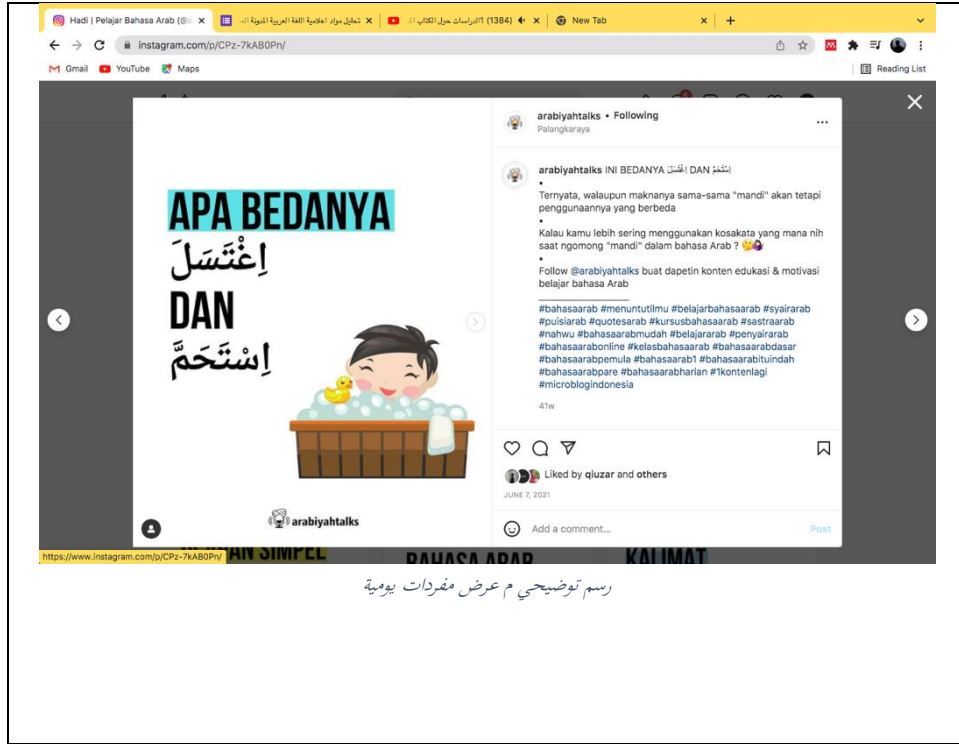 Hadi | Pelajar Bahasa Arab (@
تحليل مواد اعلامية اللغة العربية المدونة الـ
(1384) الدراسات حول الكتاب الـ
New Tab
instagram.com/p/CPz-7kAB0Pn/
Gmail
YouTube
Maps
Reading List
APA BEDANYA
اِغْتَسَلَ
DAN
اِسْتَحَمَّ
arabiyahtalks
arabiyahtalks • Following
Palangkaraya
arabiyahtalks INI BEDANYA اِغْتَسَلَ DAN اِسْتَحَمَّ
•
Ternyata, walaupun maknanya sama-sama "mandi" akan tetapi
penggunaannya yang berbeda
•
Kalau kamu lebih sering menggunakan kosakata yang mana nih
saat ngomong "mandi" dalam bahasa Arab ? 🤔🤷‍♀️
•
Follow @arabiyahtalks buat dapetin konten edukasi & motivasi
belajar bahasa Arab
#bahasaarab #menuntutilmu #belajarbahasaarab #syairarab
#puisiarab #quotesarab #kursusbahasaarab #sastraarab
#nahwu #bahasaarabmudah #belajararab #penyairarab
#bahasaarabonline #kelasbahasaarab #bahasaarabdasar
#bahasaarabpemula #bahasaarab1 #bahasaarabituindah
#bahasaarabpare #bahasaarabharian #1kontenlagi
#microblogindonesia
41w
Liked by qiuzar and others
JUNE 7, 2021
Add a comment...
Post
https://www.instagram.com/p/CPz-7kAB0Pn/
SIMPEL
BAHASA ARAB
KALIMAT
رسم توضيحي م عرض مفردات يومية